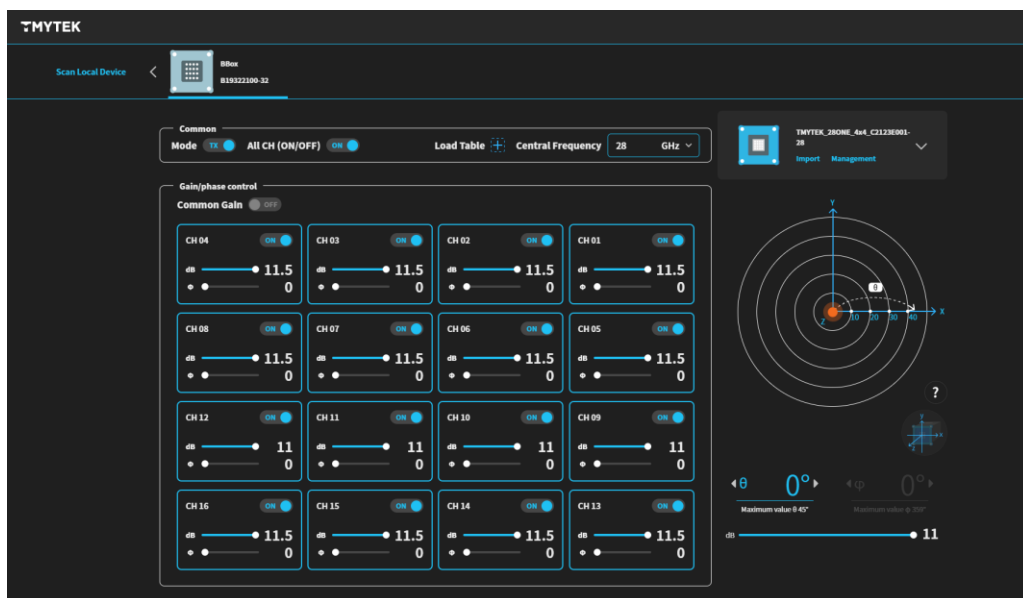 TMYTEK
Scan Local Device
BBox
B19322100-32
Common
Mode TX All CH (ON/OFF) ON Load Table Central Frequency 28 GHz
TMYTEK_28ONE_4x4_C2123E001-
28
Import Management
Gain/phase control
Common Gain OFF
CH 04 ON CH 03 ON CH 02 ON CH 01 ON
dB 11.5 dB 11.5 dB 11.5 dB 11.5
Φ 0 Φ 0 Φ 0 Φ 0
CH 08 ON CH 07 ON CH 06 ON CH 05 ON
dB 11.5 dB 11.5 dB 11.5 dB 11.5
Φ 0 Φ 0 Φ 0 Φ 0
CH 12 ON CH 11 ON CH 10 ON CH 09 ON
dB 11 dB 11 dB 11 dB 11
Φ 0 Φ 0 Φ 0 Φ 0
CH 16 ON CH 15 ON CH 14 ON CH 13 ON
dB 11.5 dB 11.5 dB 11.5 dB 11.5
Φ 0 Φ 0 Φ 0 Φ 0
Y
θ
X
Z 10 20 30 40
?
Y
X
θ 0° φ 0°
Maximum value θ 45° Maximum value φ 359°
dB 11